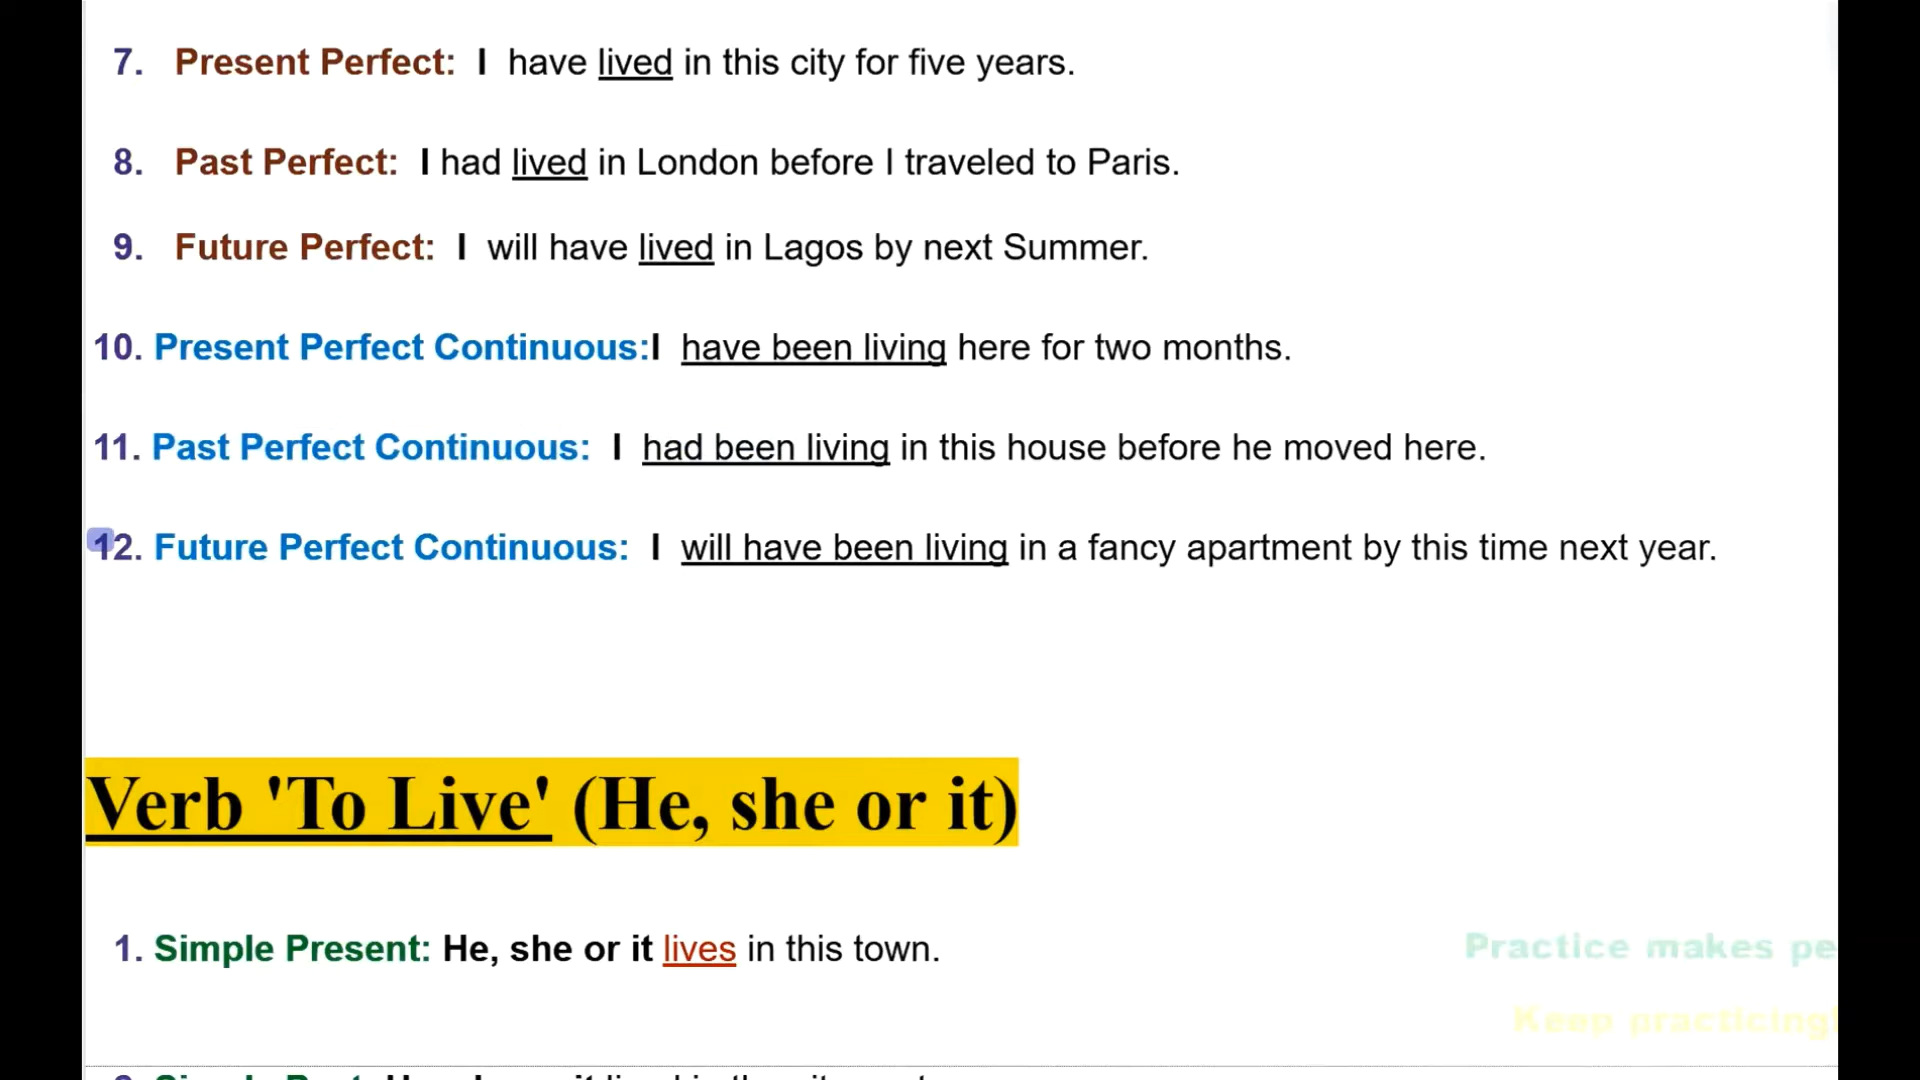 7. Present Perfect: I have lived in this city for five years.
8. Past Perfect: I had lived in London before I traveled to Paris.
9. Future Perfect: I will have lived in Lagos by next Summer.
10. Present Perfect Continuous:I have been living here for two months.
11. Past Perfect Continuous: I had been living in this house before he moved here.
12. Future Perfect Continuous: I will have been living in a fancy apartment by this time next year.
Verb 'To Live' (He, she or it)
1. Simple Present: He, she or it lives in this town.
Practice makes pe
Keep practicing!